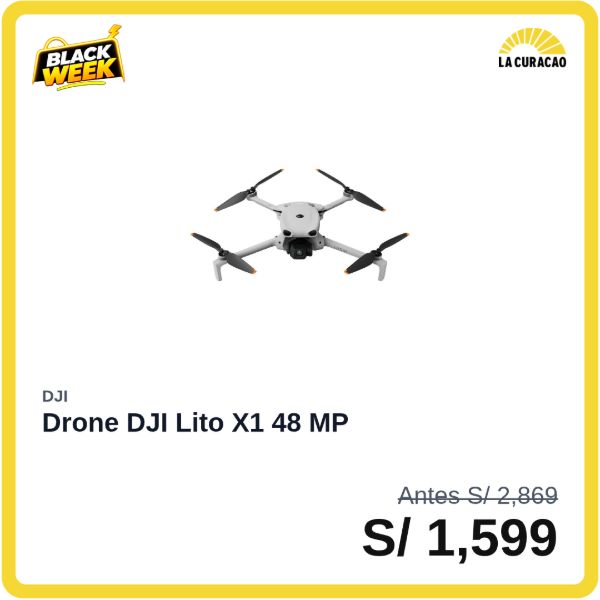 BLACK
WEEK
LA CURACAO
DJI
Drone DJI Lito X1 48 MP
Antes S/ 2,869
S/ 1,599